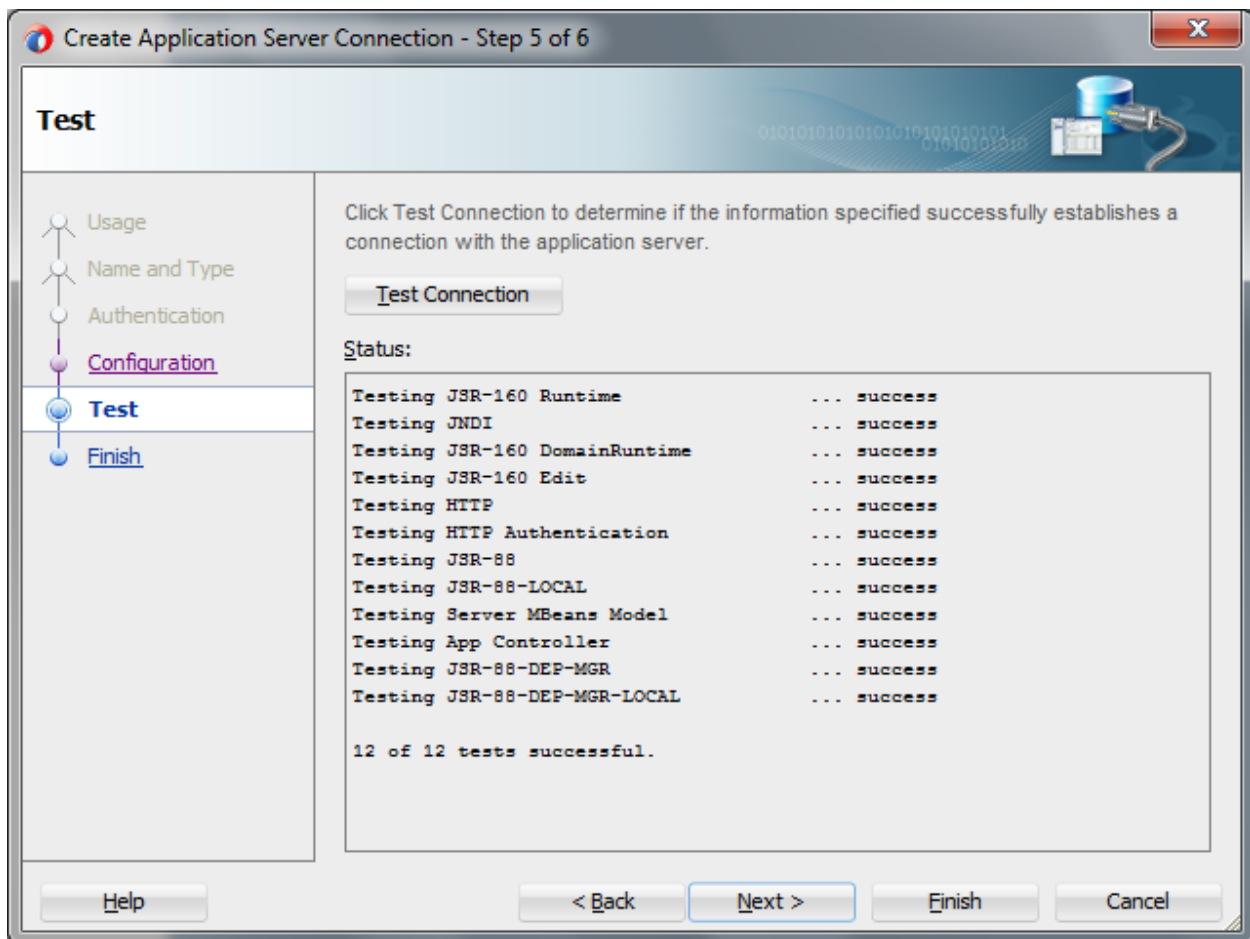 Create Application Server Connection - Step 5 of 6
Test
Usage
Name and Type
Authentication
Configuration
Test
Finish
Click Test Connection to determine if the information specified successfully establishes a
connection with the application server.
Test Connection
Status:
Testing JSR-160 Runtime ... success
Testing JNDI ... success
Testing JSR-160 DomainRuntime ... success
Testing JSR-160 Edit ... success
Testing HTTP ... success
Testing HTTP Authentication ... success
Testing JSR-88 ... success
Testing JSR-88-LOCAL ... success
Testing Server MBeans Model ... success
Testing App Controller ... success
Testing JSR-88-DEP-MGR ... success
Testing JSR-88-DEP-MGR-LOCAL ... success
12 of 12 tests successful.
Help
< Back
Next >
Finish
Cancel